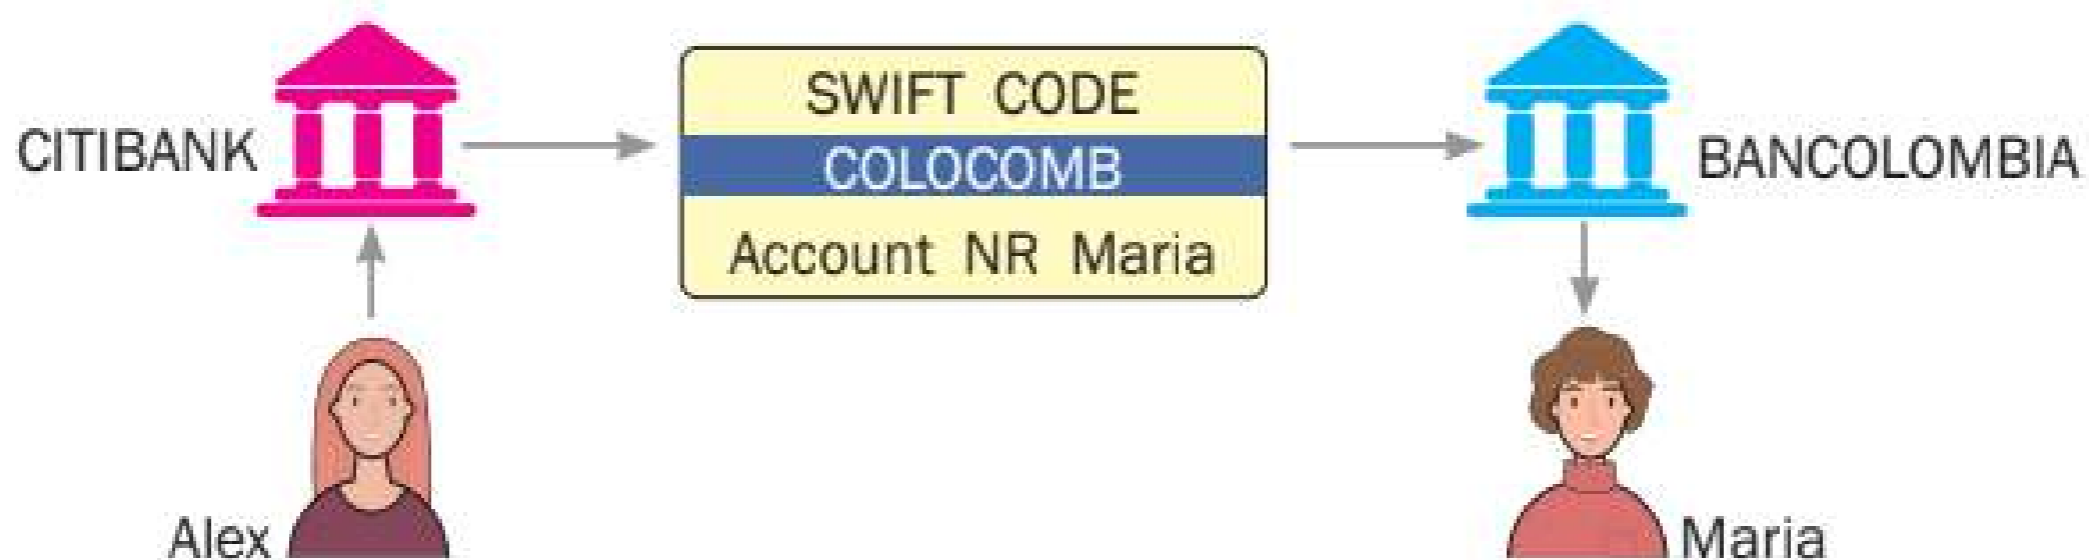 CITIBANK
SWIFT CODE
COLOCOMB
Account NR Maria
BANCOLOMBIA
Alex
Maria